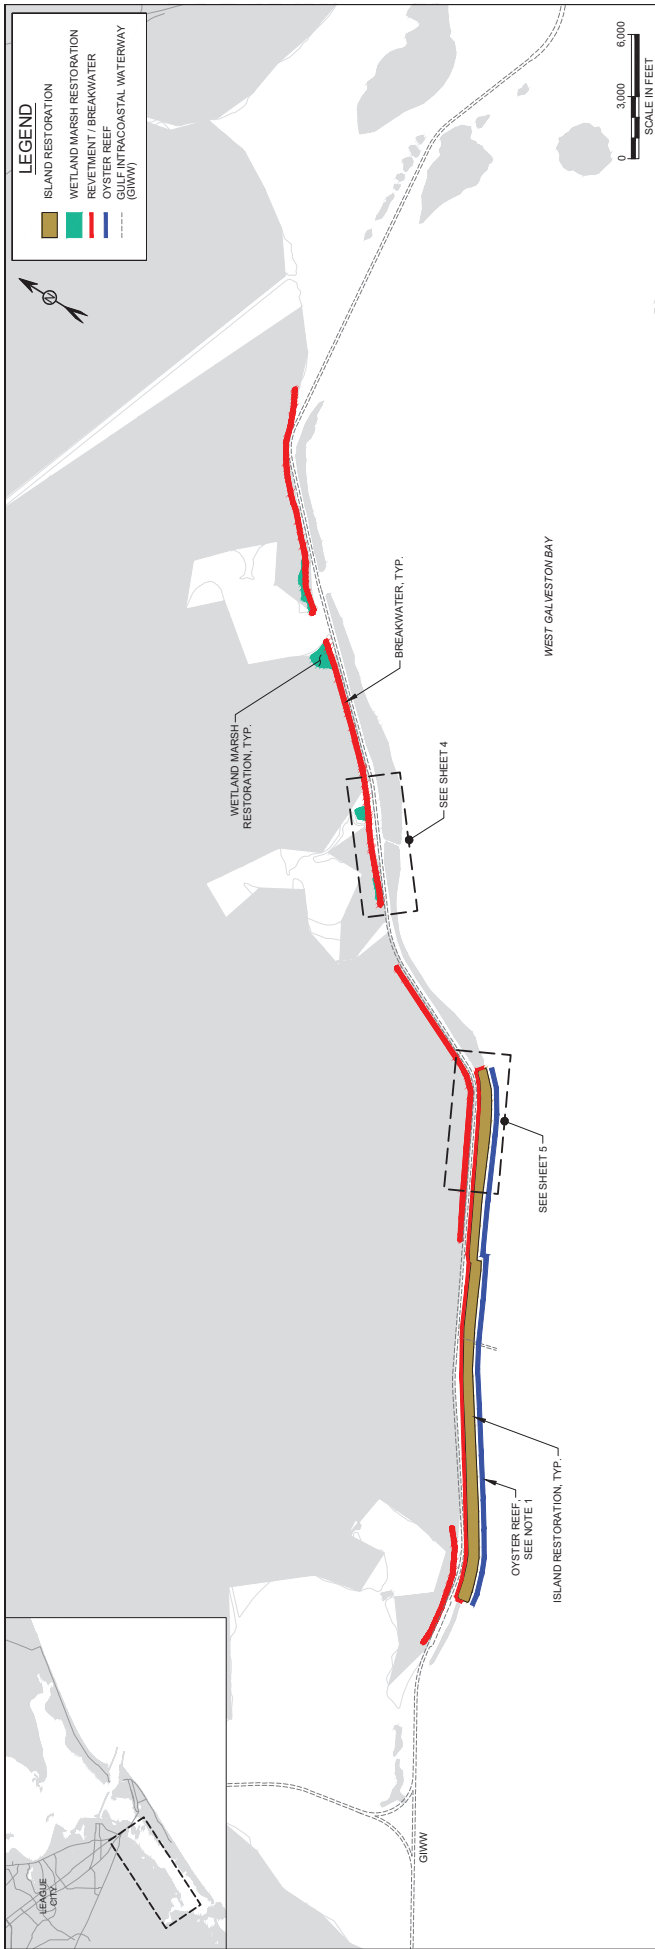 LEGEND
ISLAND RESTORATION
WETLAND MARSH RESTORATION
REVETMENT / BREAKWATER
OYSTER REEF
GULF INTRACOASTAL WATERWAY
(GIWW)
N
0
3,000
6,000
SCALE IN FEET
LEAGUE
CITY
WETLAND MARSH
RESTORATION, TYP.
BREAKWATER, TYP.
SEE SHEET 4
WEST GALVESTON BAY
SEE SHEET 5
OYSTER REEF,
SEE NOTE 1
ISLAND RESTORATION, TYP.
GIWW